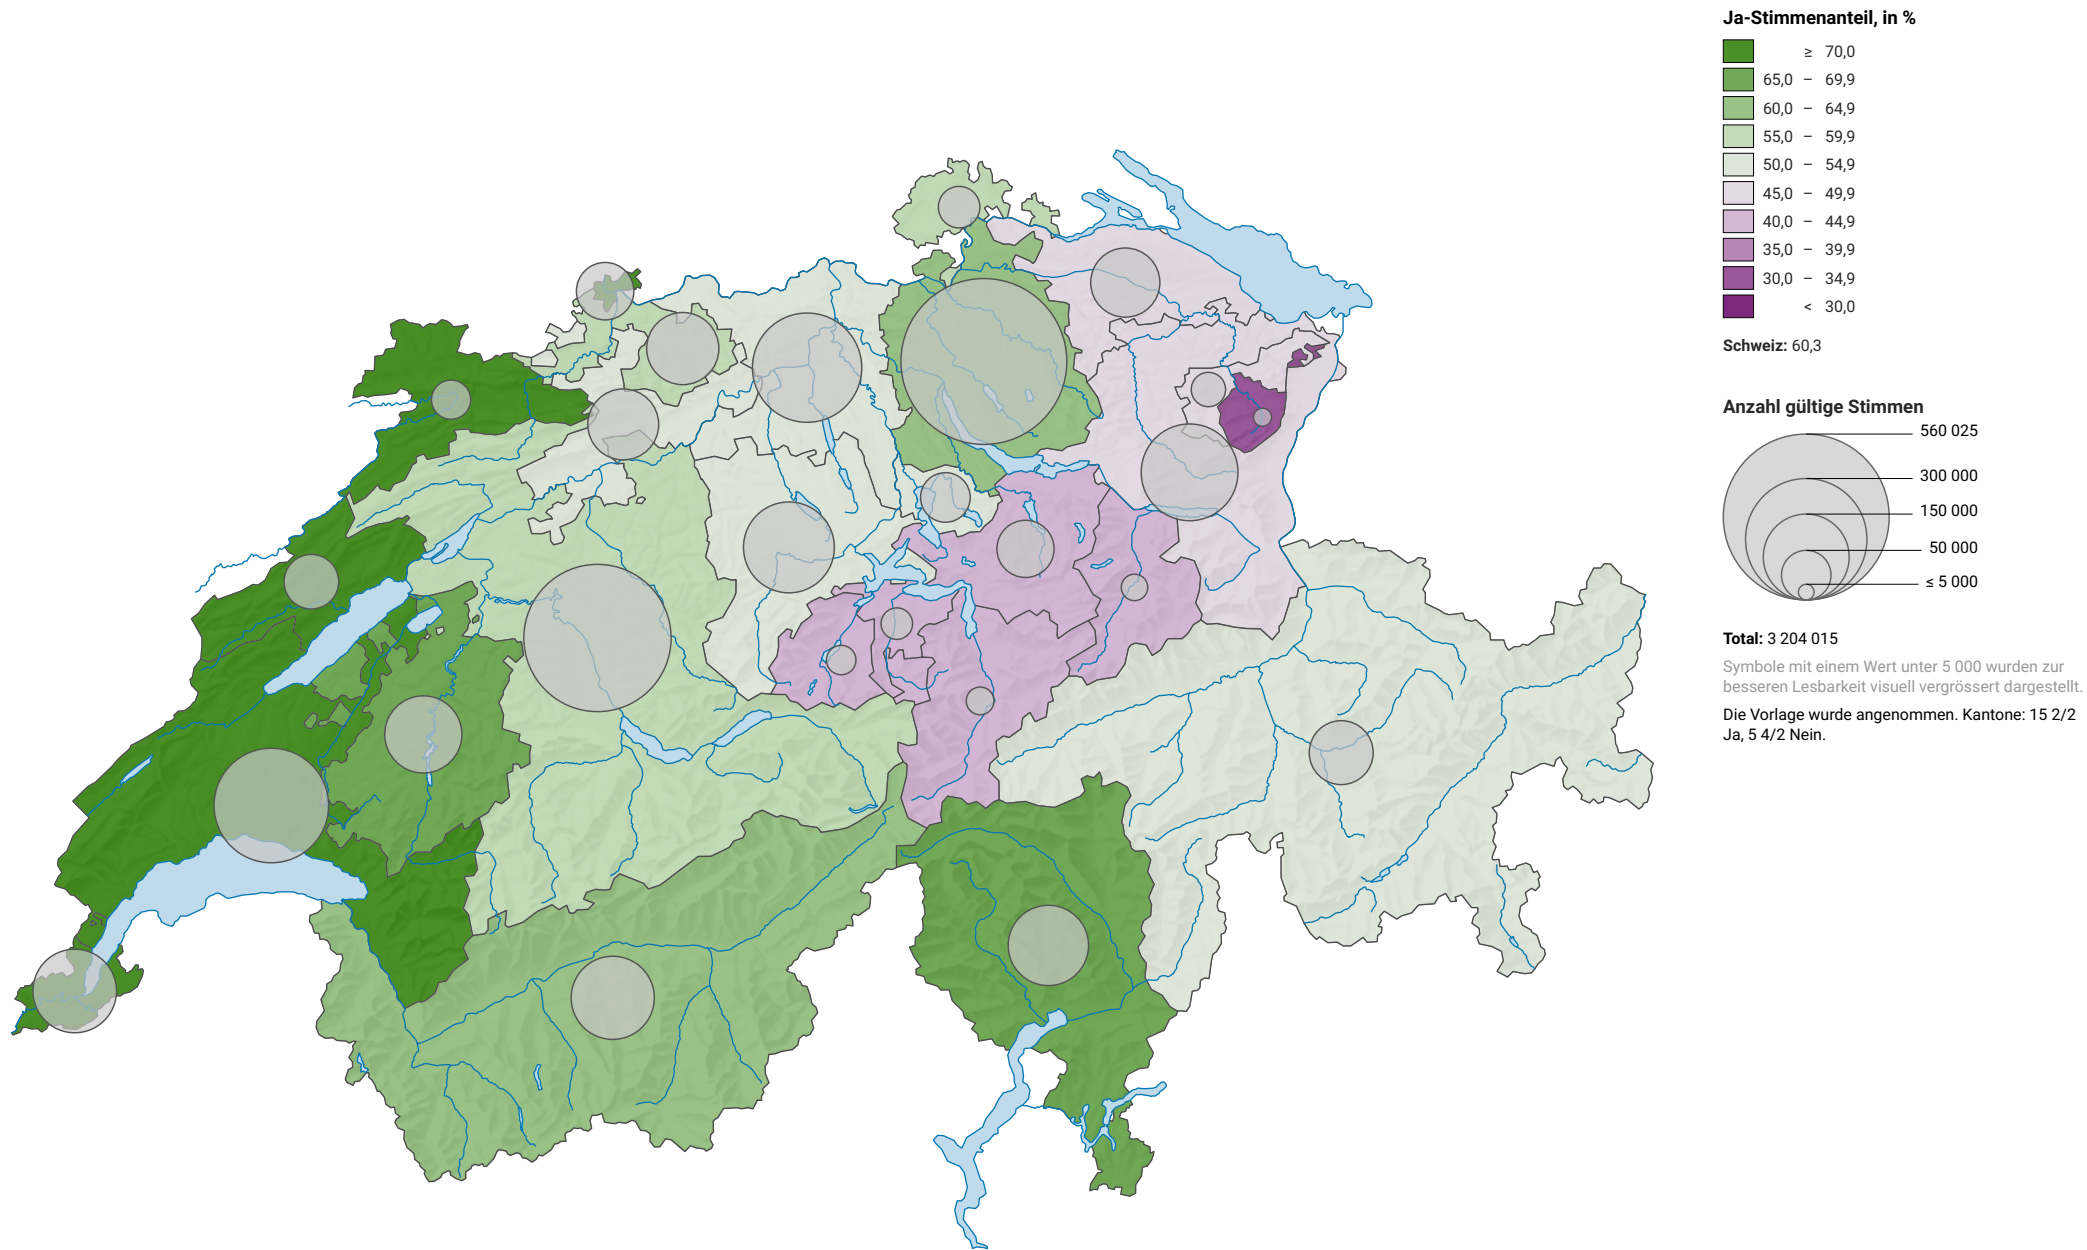 Ja-Stimmenanteil, in %
≥ 70,0
65,0 – 69,9
60,0 – 64,9
55,0 – 59,9
50,0 – 54,9
45,0 – 49,9
40,0 – 44,9
35,0 – 39,9
30,0 – 34,9
< 30,0
Schweiz: 60,3
Anzahl gültige Stimmen
560 025
300 000
150 000
50 000
≤ 5 000
Total: 3 204 015
Symbole mit einem Wert unter 5 000 wurden zur
besseren Lesbarkeit visuell vergrössert dargestellt.
Die Vorlage wurde angenommen. Kantone: 15 2/2
Ja, 5 4/2 Nein.